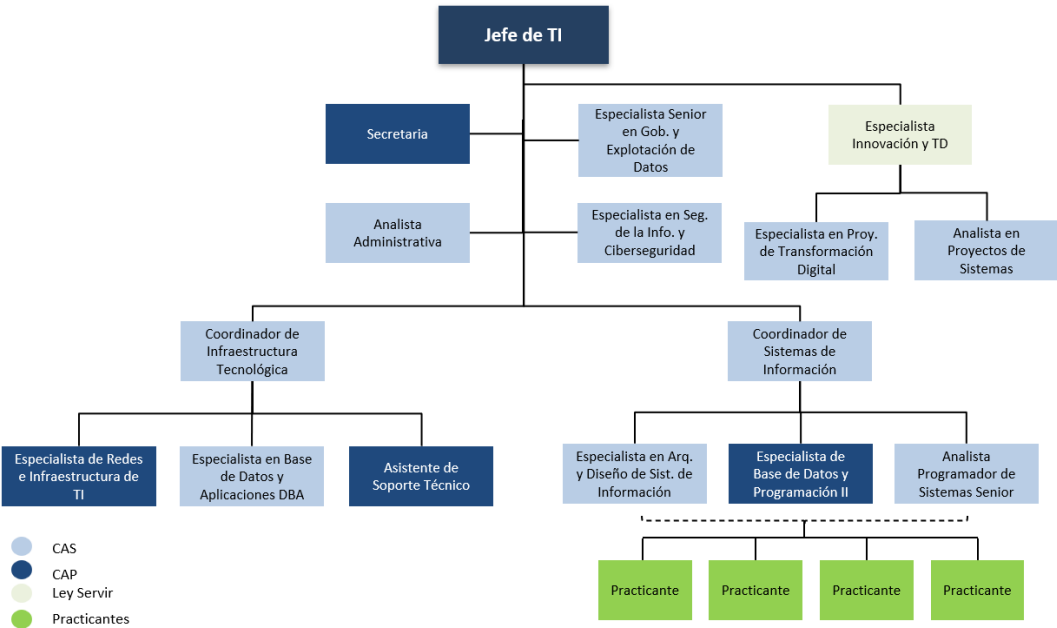 Jefe de TI
Secretaria
Especialista Senior
en Gob. y
Explotación de
Datos
Especialista
Innovación y TD
Analista
Administrativa
Especialista en Seg.
de la Info. y
Ciberseguridad
Especialista en Proy.
de Transformación
Digital
Analista en
Proyectos de
Sistemas
Coordinador de
Infraestructura
Tecnológica
Coordinador de
Sistemas de
Información
Especialista de Redes
e Infraestructura de
TI
Especialista en Base
de Datos y
Aplicaciones DBA
Asistente de
Soporte Técnico
Especialista en Arq.
y Diseño de Sist. de
Información
Especialista de
Base de Datos y
Programación II
Analista
Programador de
Sistemas Senior
CAS
CAP
Ley Servir
Practicantes
Practicante
Practicante
Practicante
Practicante